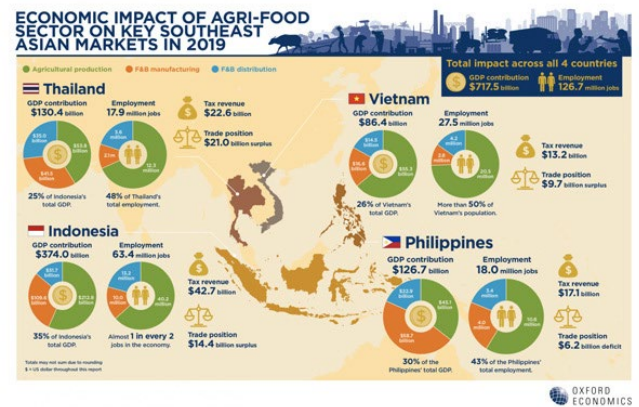 ECONOMIC IMPACT OF AGRI-FOOD
SECTOR ON KEY SOUTHEAST
ASIAN MARKETS IN 2019
Agricultural production
F&B manufacturing
F&B distribution
Total impact across all 4 countries
GDP contribution
$717.5 billion
Employment
126.7 million jobs
Thailand
GDP contribution
$130.4 billion
Employment
17.9 million jobs
Tax revenue
$22.6 billion
Trade position
$21.0 billion surplus
25% of Indonesia's
total GDP.
48% of Thailand's
total employment.
Vietnam
GDP contribution
$86.4 billion
Employment
27.5 million jobs
Tax revenue
$13.2 billion
Trade position
$9.7 billion surplus
26% of Vietnam's
total GDP.
More than 50% of
Vietnam's population.
Indonesia
GDP contribution
$374.0 billion
Employment
63.4 million jobs
13.2
million
10.0
million
40.2
million
Tax revenue
$42.7 billion
Trade position
$14.4 billion surplus
35% of Indonesia's
total GDP.
Almost 1 in every 2
jobs in the economy.
Philippines
GDP contribution
$126.7 billion
Employment
18.0 million jobs
Tax revenue
$17.1 billion
Trade position
$6.2 billion deficit
30% of the
Philippines' total GDP.
43% of the Philippines'
total employment.
Totals may not sum due to rounding
$ = US dollar throughout this report
OXFORD
ECONOMICS